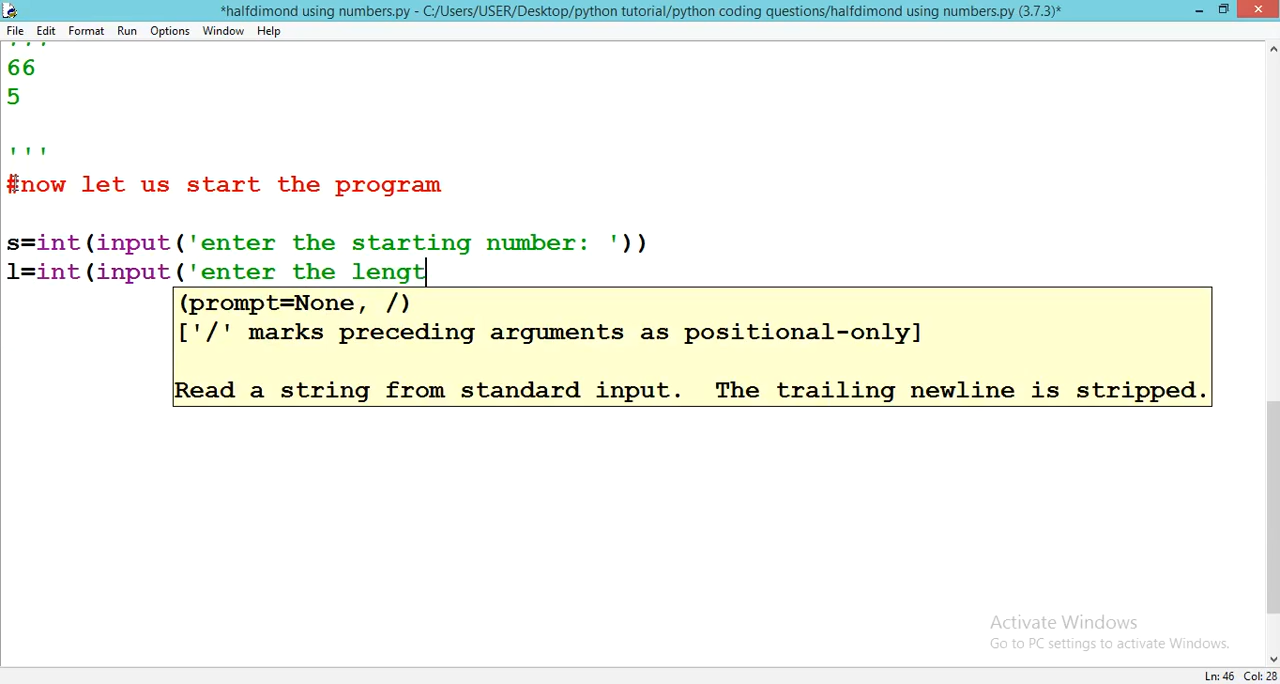 *halfdimond using numbers.py - C:/Users/USER/Desktop/python tutorial/python coding questions/halfdimond using numbers.py (3.7.3)*
File Edit Format Run Options Window Help
66
5
'''
#now let us start the program
s=int(input('enter the starting number: '))
l=int(input('enter the lengt
(prompt=None, /)
['/' marks preceding arguments as positional-only]
Read a string from standard input.  The trailing newline is stripped.
Activate Windows
Go to PC settings to activate Windows.
Ln: 46 Col: 28